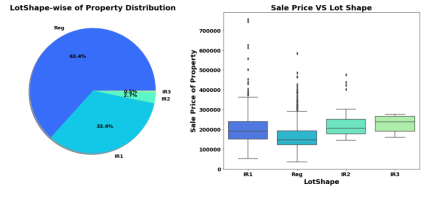 LotShape-wise of Property Distribution
Reg
63.4%
IR3
2.7%
IR2
33.4%
IR1
Sale Price VS Lot Shape
Sale Price of Property
700000
600000
500000
400000
300000
200000
100000
0
IR1 Reg IR2 IR3
LotShape